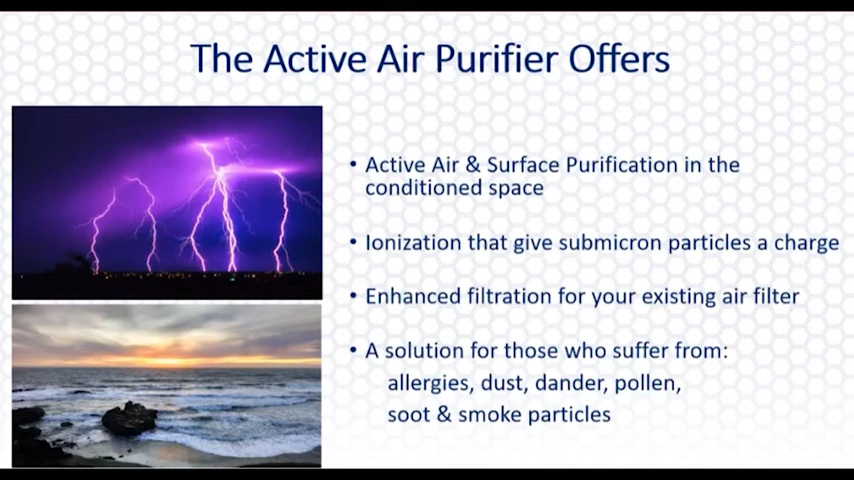 The Active Air Purifier Offers
• Active Air & Surface Purification in the
conditioned space
• Ionization that give submicron particles a charge
• Enhanced filtration for your existing air filter
• A solution for those who suffer from:
allergies, dust, dander, pollen,
soot & smoke particles